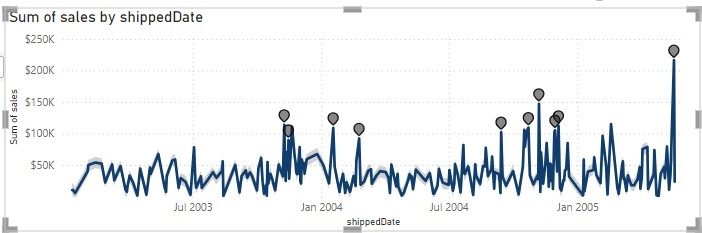 Sum of sales by shippedDate
$250K
$200K
$150K
$100K
$50K
Sum of sales
Jul 2003
Jan 2004
Jul 2004
Jan 2005
shippedDate